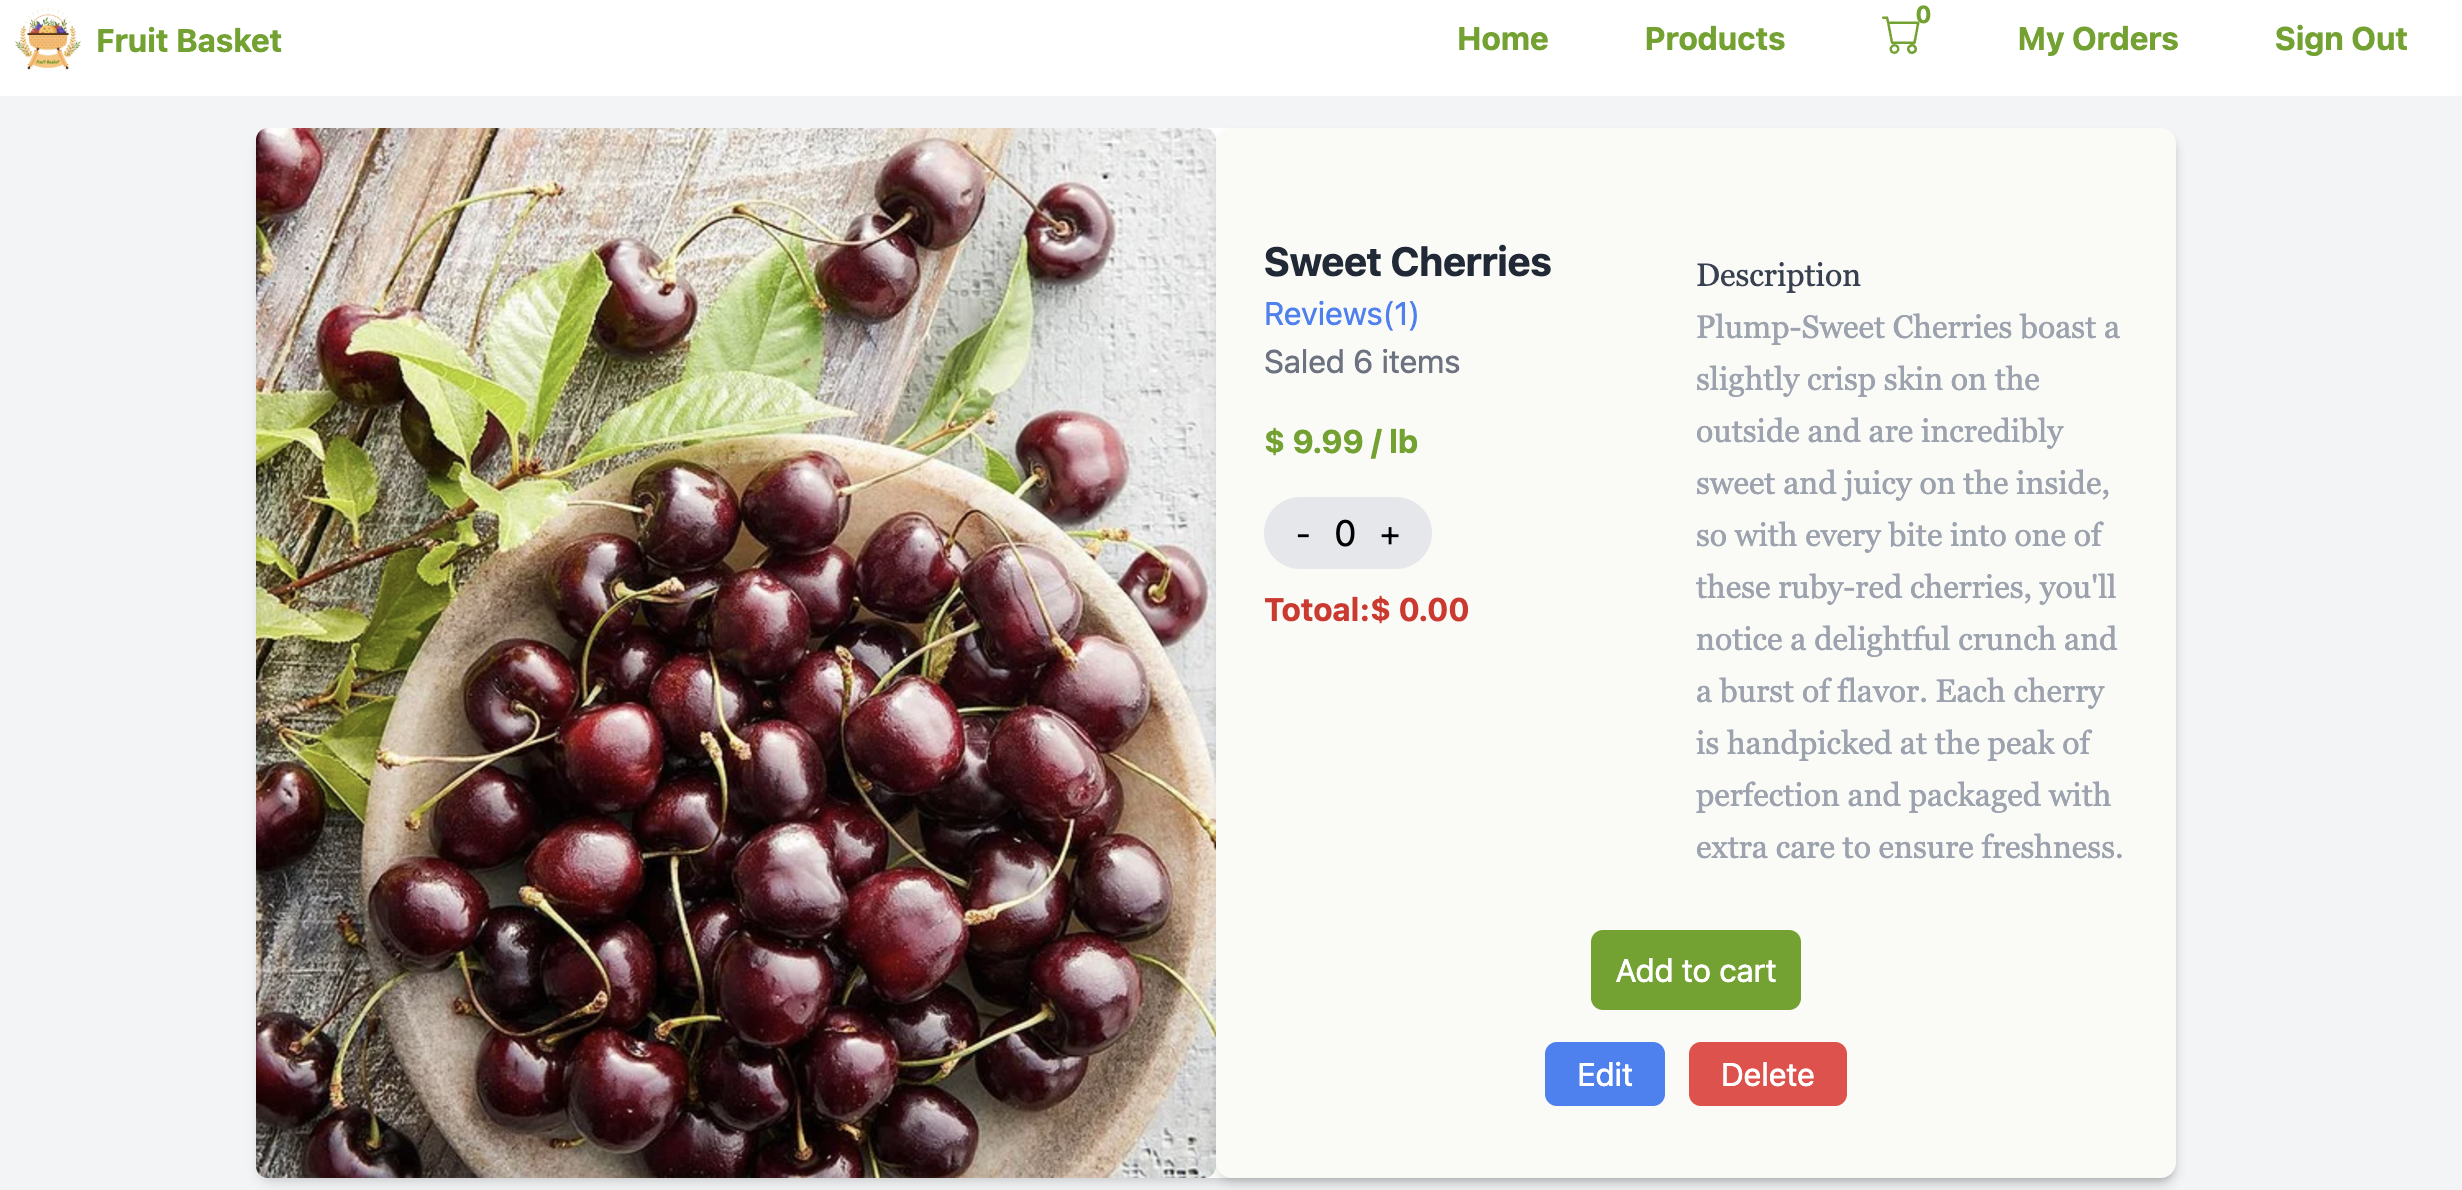 Fruit Basket
Home
Products
0
My Orders
Sign Out
Sweet Cherries
Reviews(1)
Saled 6 items
$ 9.99 / lb
- 0 +
Totoal:$ 0.00
Description
Plump-Sweet Cherries boast a
slightly crisp skin on the
outside and are incredibly
sweet and juicy on the inside,
so with every bite into one of
these ruby-red cherries, you'll
notice a delightful crunch and
a burst of flavor. Each cherry
is handpicked at the peak of
perfection and packaged with
extra care to ensure freshness.
Add to cart
Edit
Delete